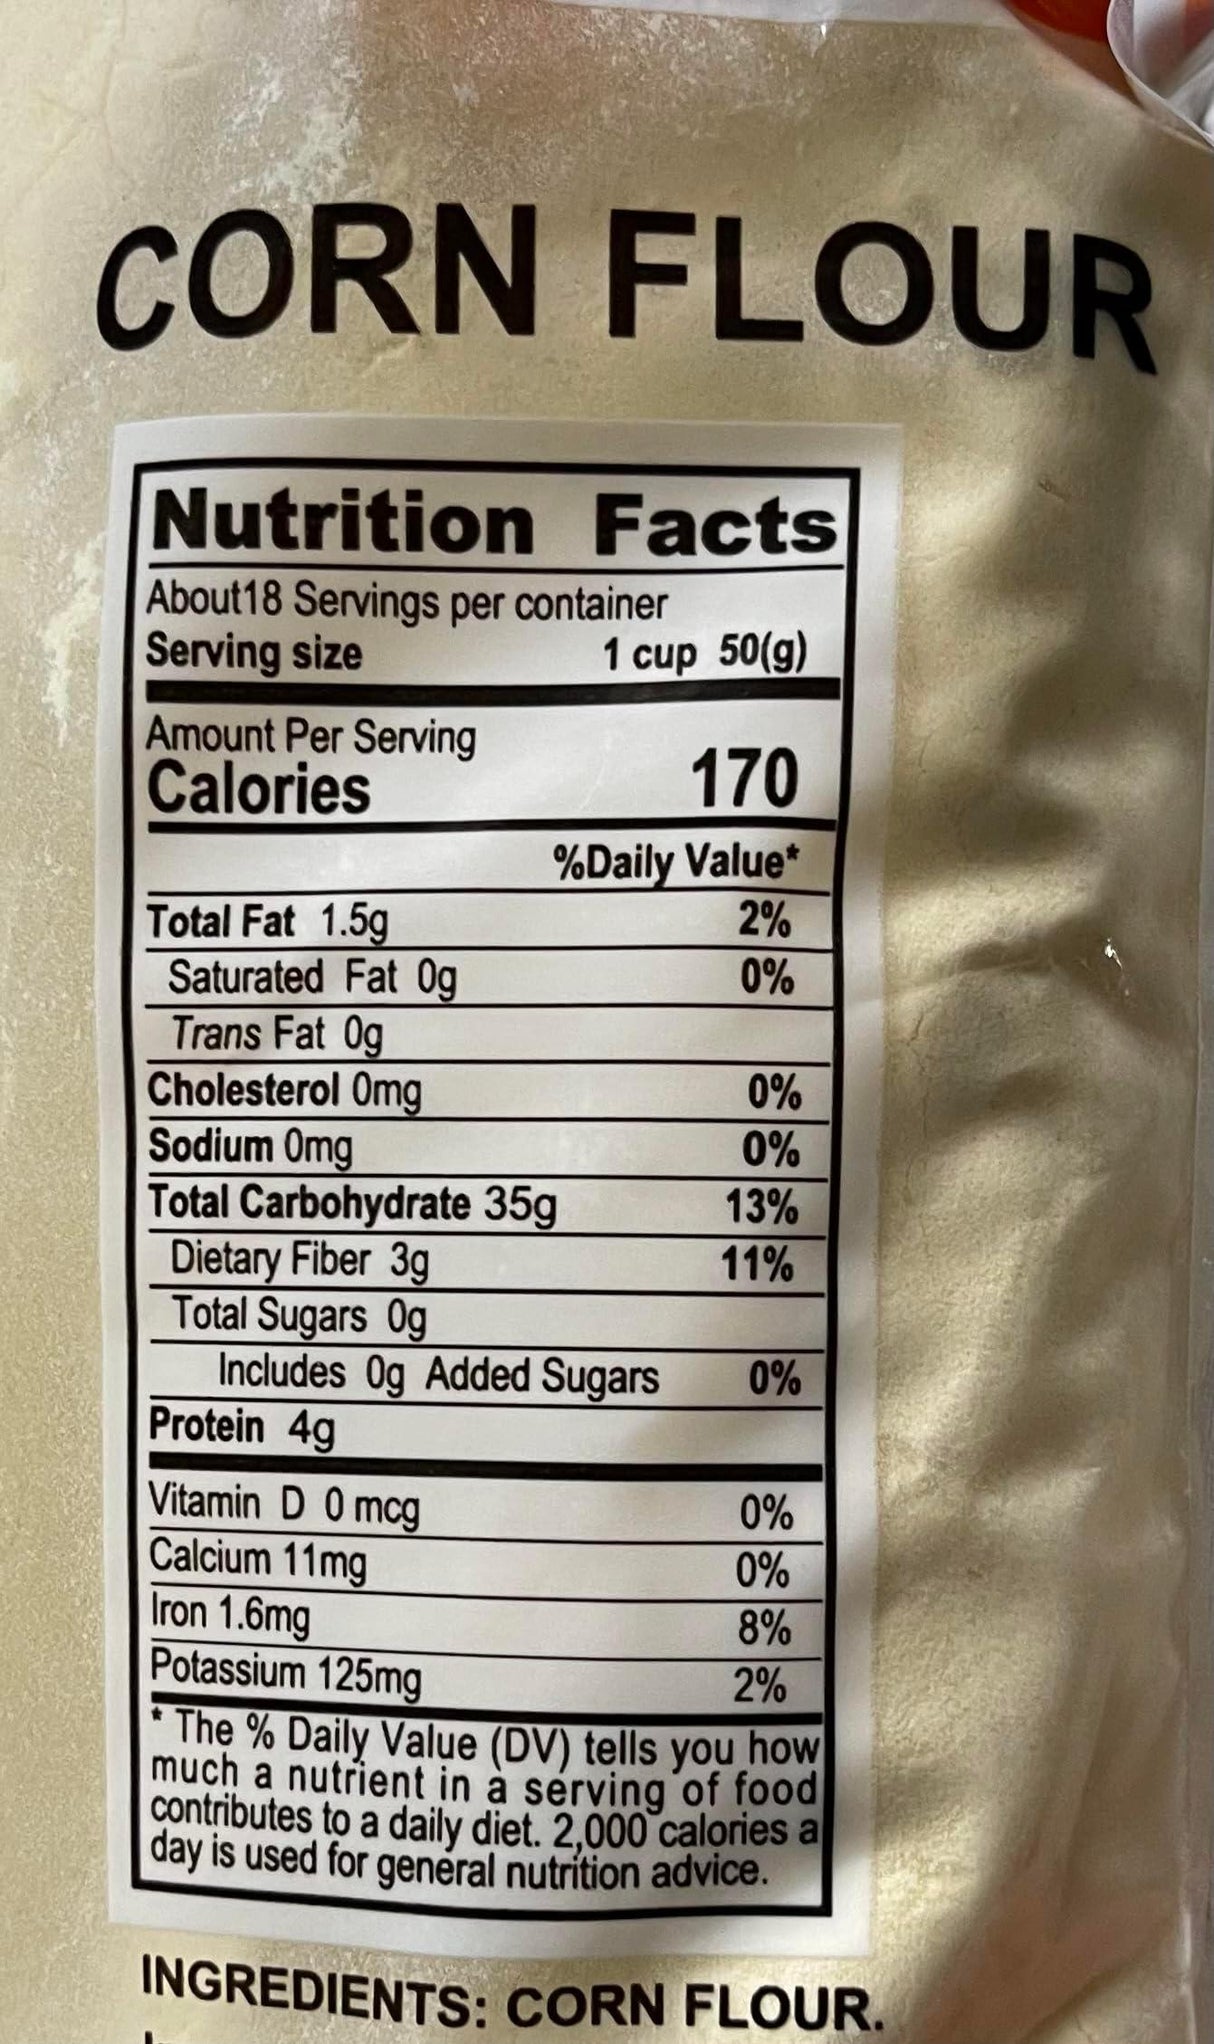 CORN FLOUR
Nutrition Facts
About18 Servings per container
Serving size 1 cup 50(g)
Amount Per Serving
Calories 170
%Daily Value*
Total Fat 1.5g 2%
Saturated Fat 0g 0%
Trans Fat 0g
Cholesterol 0mg 0%
Sodium 0mg 0%
Total Carbohydrate 35g 13%
Dietary Fiber 3g 11%
Total Sugars 0g
Includes 0g Added Sugars 0%
Protein 4g
Vitamin D 0 mcg 0%
Calcium 11mg 0%
Iron 1.6mg 8%
Potassium 125mg 2%
* The % Daily Value (DV) tells you how
much a nutrient in a serving of food
contributes to a daily diet. 2,000 calories a
day is used for general nutrition advice.
INGREDIENTS: CORN FLOUR.